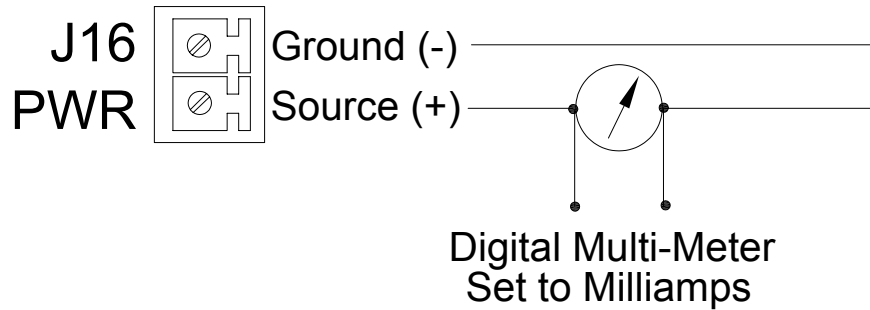 J16 Ground (-)
PWR Source (+)
Digital Multi-Meter
Set to Milliamps